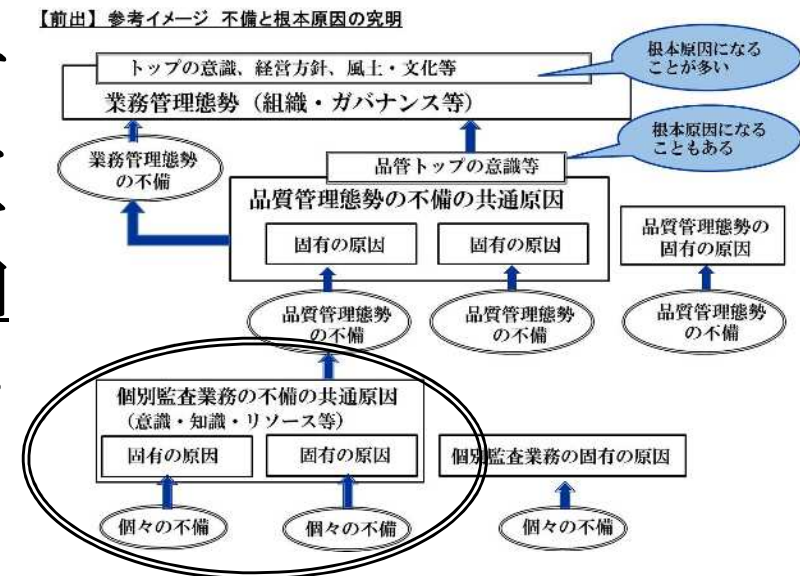 【前出】参考イメージ 不備と根本原因の究明
トップの意識、経営方針、風土・文化等
業務管理態勢（組織・ガバナンス等）
根本原因になる
ことが多い
業務管理態勢
の不備
品管トップの意識等
根本原因になる
こともある
品質管理態勢の不備の共通原因
固有の原因
固有の原因
品質管理態勢の
固有の原因
品質管理態勢
の不備
品質管理態勢
の不備
品質管理態勢
の不備
個別監査業務の不備の共通原因
（意識・知識・リソース等）
固有の原因
固有の原因
個別監査業務の固有の原因
個々の不備
個々の不備
個々の不備